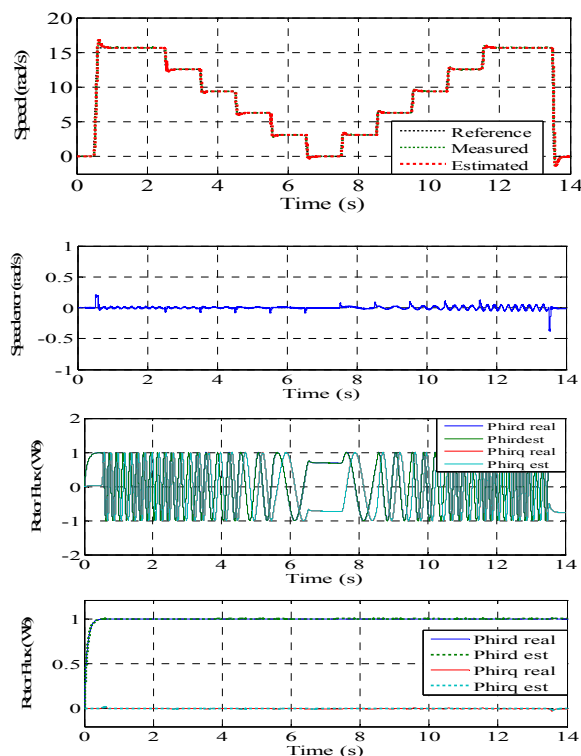 20
15
10
5
0
Speed (rad/s)
Reference
Measured
Estimated
0 2 4 6 8 10 12 14
Time (s)
1
0.5
0
-0.5
-1
Speed error (rad/s)
0 2 4 6 8 10 12 14
Time (s)
2
1
0
-1
-2
Rotor Flux (Wb)
Phird real
Phirdest
Phirq real
Phirq est
0 2 4 6 8 10 12 14
Time (s)
1
0.5
0
Rotor Flux (Wb)
Phird real
Phird est
Phirq real
Phirq est
0 2 4 6 8 10 12 14
Time (s)